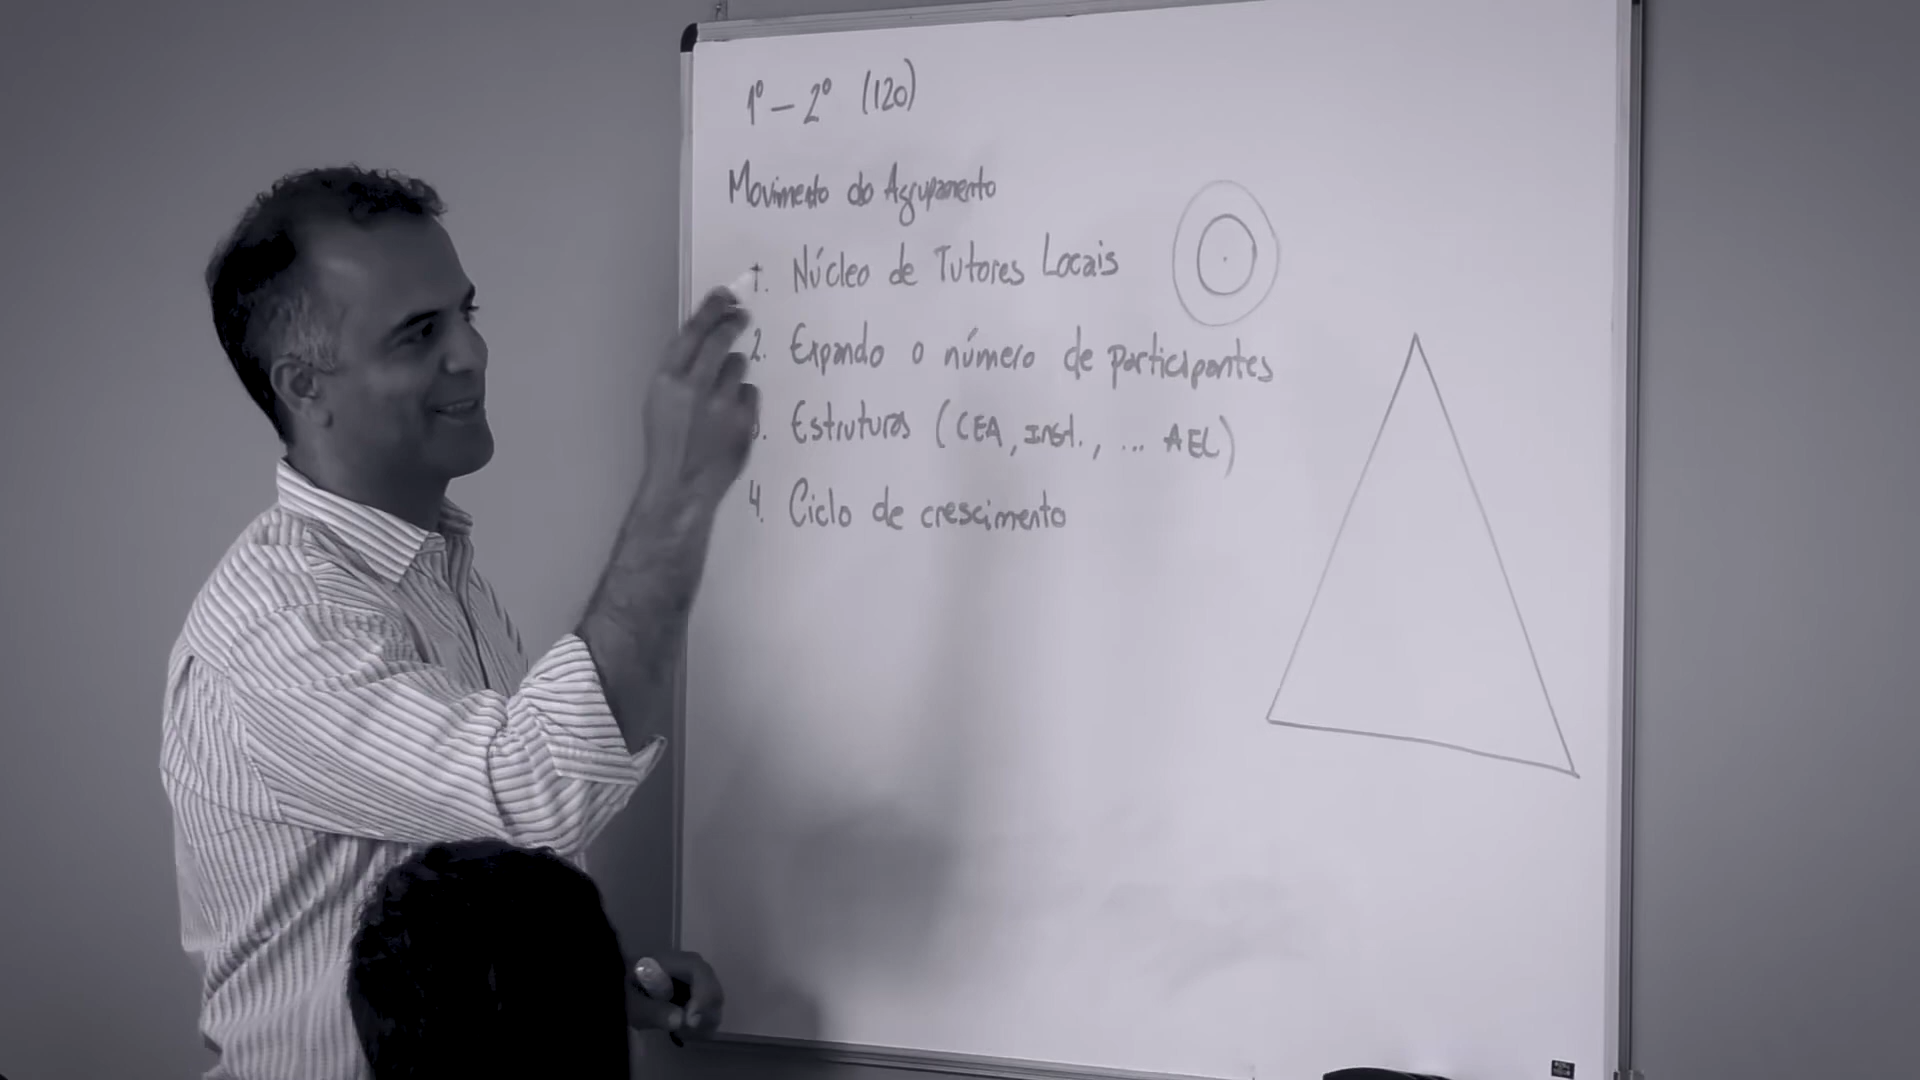 1º – 2º (120)
Movimento do Agrupamento
1. Núcleo de Tutores Locais
2. Expando o número de participantes
3. Estruturas (CEA, Inst., ... AEL)
4. Ciclo de crescimento